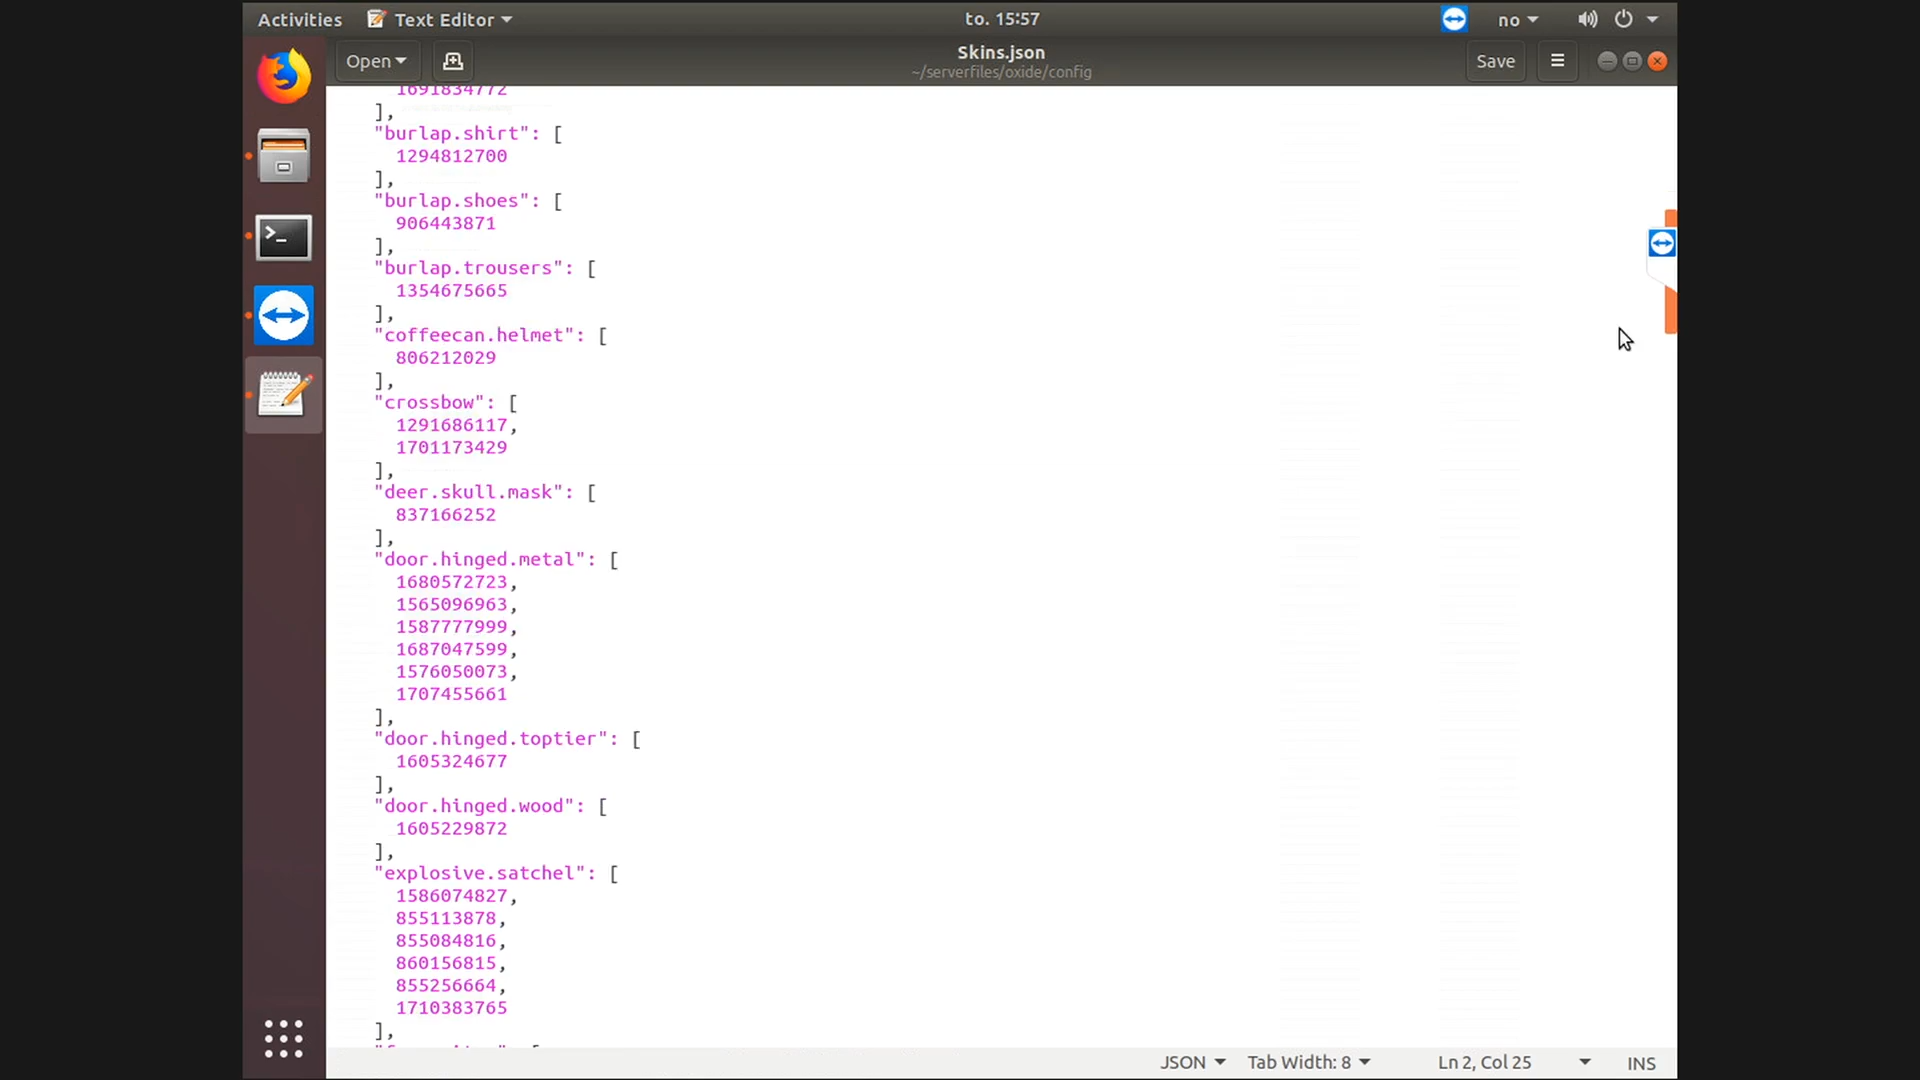 Activities
Text Editor
to. 15:57
no
Open
Skins.json
~/serverfiles/oxide/config
Save
1691834772
],
"burlap.shirt": [
1294812700
],
"burlap.shoes": [
906443871
],
"burlap.trousers": [
1354675665
],
"coffeecan.helmet": [
806212029
],
"crossbow": [
1291686117,
1701173429
],
"deer.skull.mask": [
837166252
],
"door.hinged.metal": [
1680572723,
1565096963,
1587777999,
1687047599,
1576050073,
1707455661
],
"door.hinged.toptier": [
1605324677
],
"door.hinged.wood": [
1605229872
],
"explosive.satchel": [
1586074827,
855113878,
855084816,
860156815,
855256664,
1710383765
],
JSON
Tab Width: 8
Ln 2, Col 25
INS